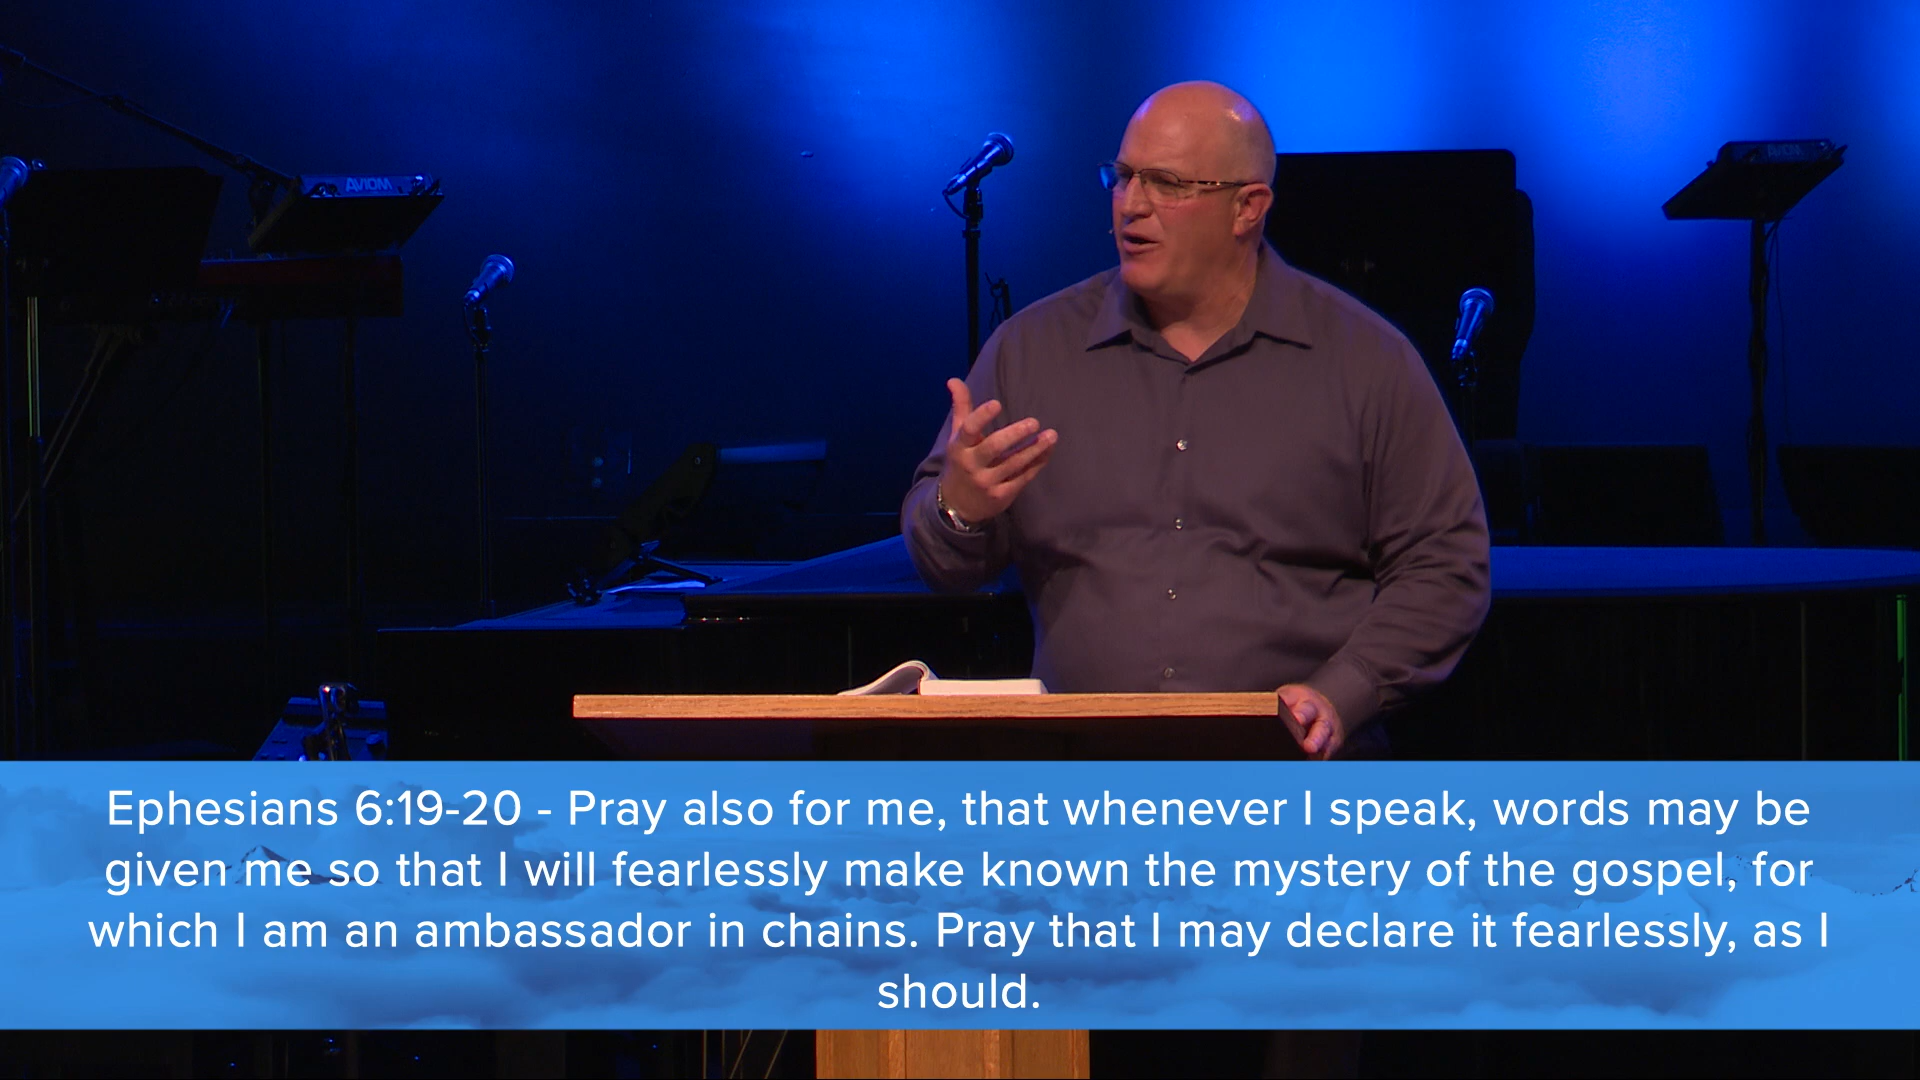 AVIOM
AVIOM
Ephesians 6:19-20 - Pray also for me, that whenever I speak, words may be
given me so that I will fearlessly make known the mystery of the gospel, for
which I am an ambassador in chains. Pray that I may declare it fearlessly, as I
should.